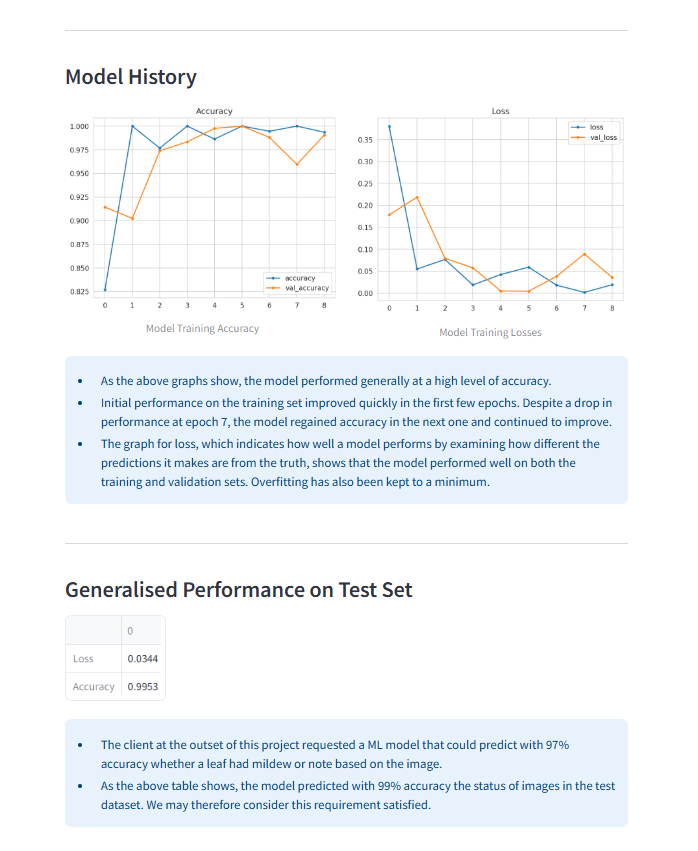 Model History
Accuracy
1.000
0.975
0.950
0.925
0.900
0.875
0.850
0.825
0 1 2 3 4 5 6 7 8
accuracy
val_accuracy
Model Training Accuracy
Loss
0.35
0.30
0.25
0.20
0.15
0.10
0.05
0.00
0 1 2 3 4 5 6 7 8
loss
val_loss
Model Training Losses
• As the above graphs show, the model performed generally at a high level of accuracy.
• Initial performance on the training set improved quickly in the first few epochs. Despite a drop in
performance at epoch 7, the model regained accuracy in the next one and continued to improve.
• The graph for loss, which indicates how well a model performs by examining how different the
predictions it makes are from the truth, shows that the model performed well on both the
training and validation sets. Overfitting has also been kept to a minimum.
Generalised Performance on Test Set
0
Loss 0.0344
Accuracy 0.9953
• The client at the outset of this project requested a ML model that could predict with 97%
accuracy whether a leaf had mildew or note based on the image.
• As the above table shows, the model predicted with 99% accuracy the status of images in the test
dataset. We may therefore consider this requirement satisfied.